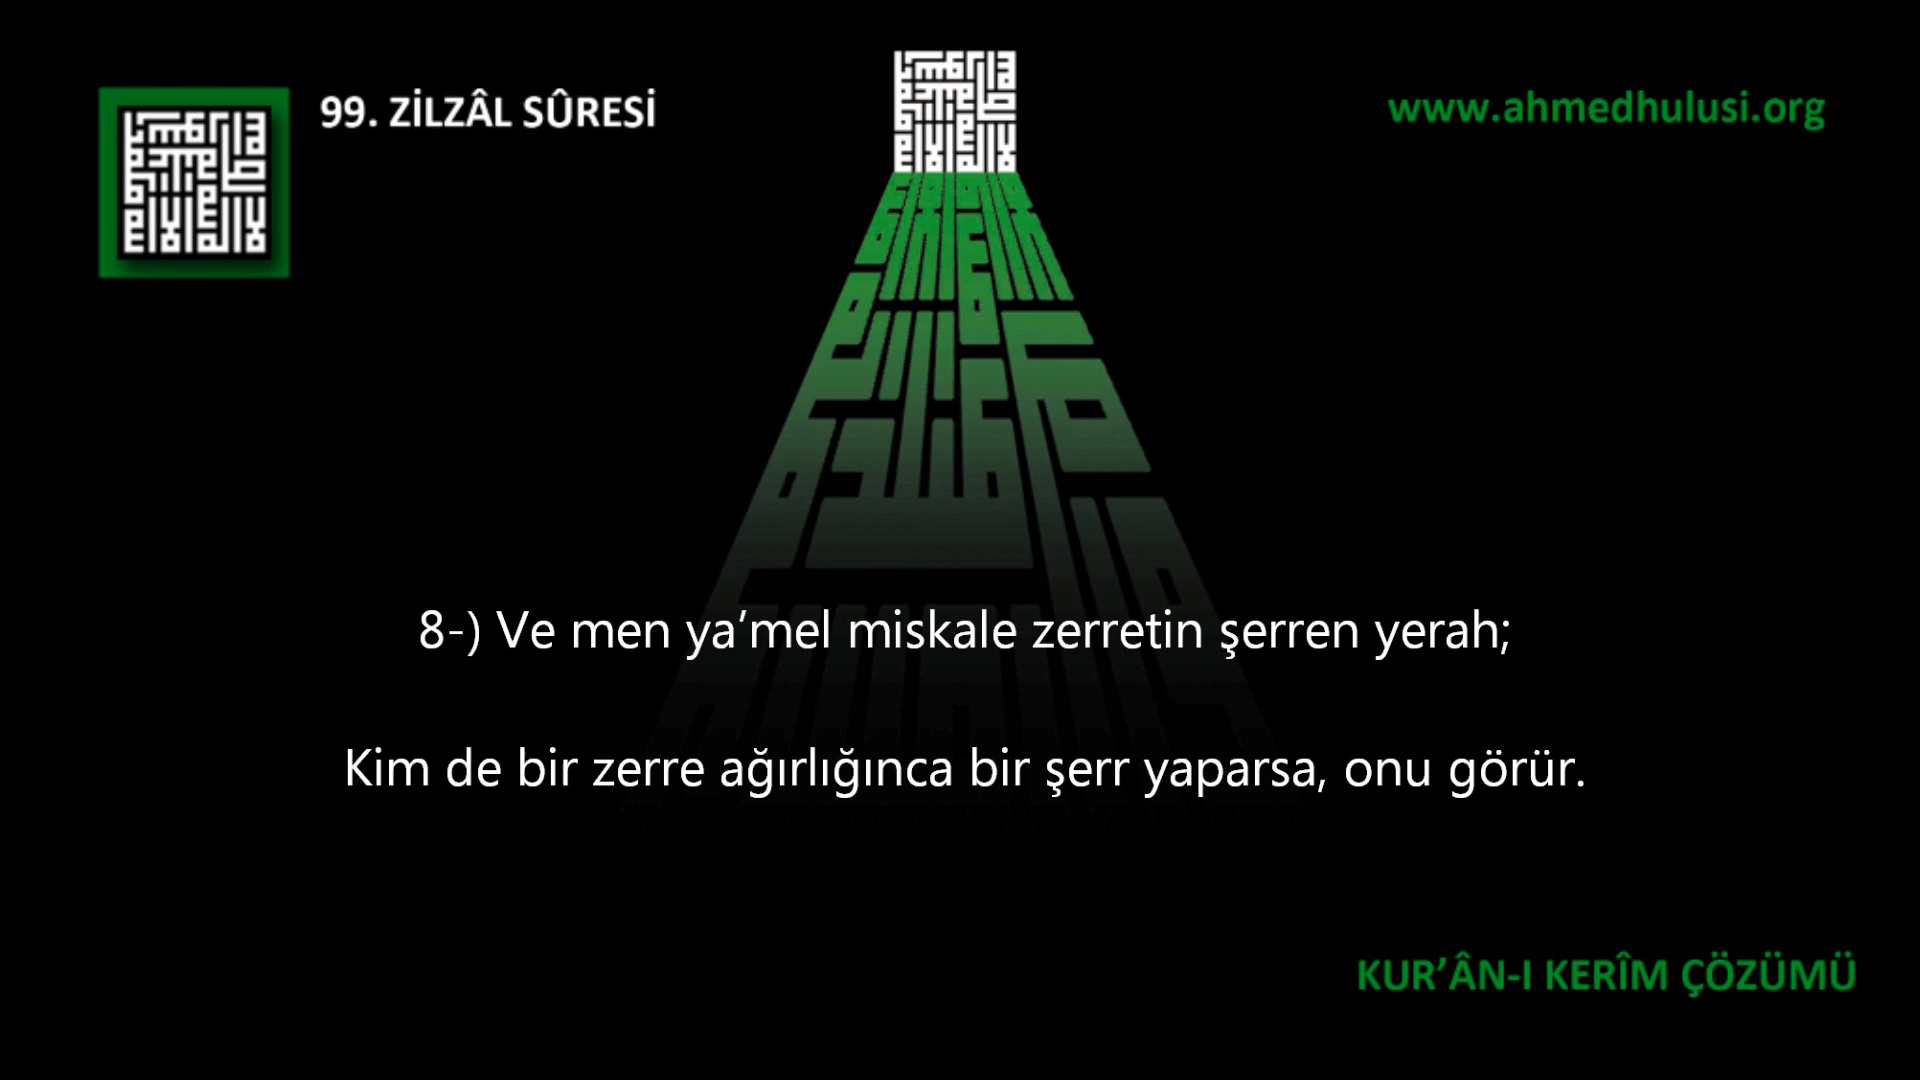 99. ZİLZÂL SÛRESİ
www.ahmedhulusi.org
8-) Ve men ya’mel miskale zerretin şerren yerah;
Kim de bir zerre ağırlığınca bir şerr yaparsa, onu görür.
KUR’ÂN-I KERÎM ÇÖZÜMÜ